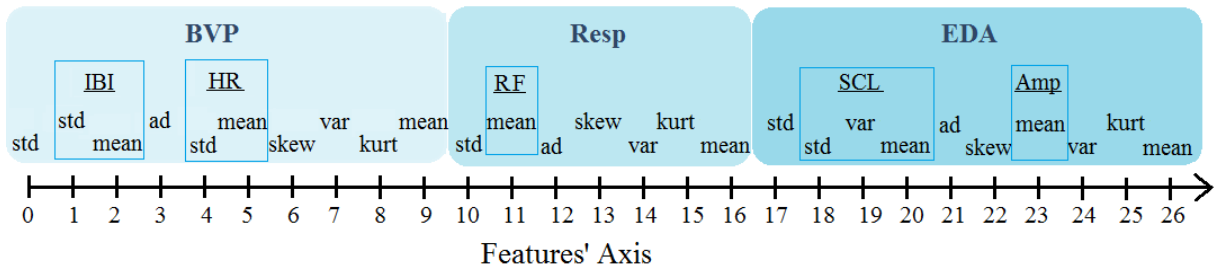 BVP Resp EDA
IBI HR RF SCL Amp
std mean ad mean var mean mean skew kurt std var ad mean kurt
std mean std skew kurt std ad var mean std mean skew var mean
0 1 2 3 4 5 6 7 8 9 10 11 12 13 14 15 16 17 18 19 20 21 22 23 24 25 26
Features' Axis